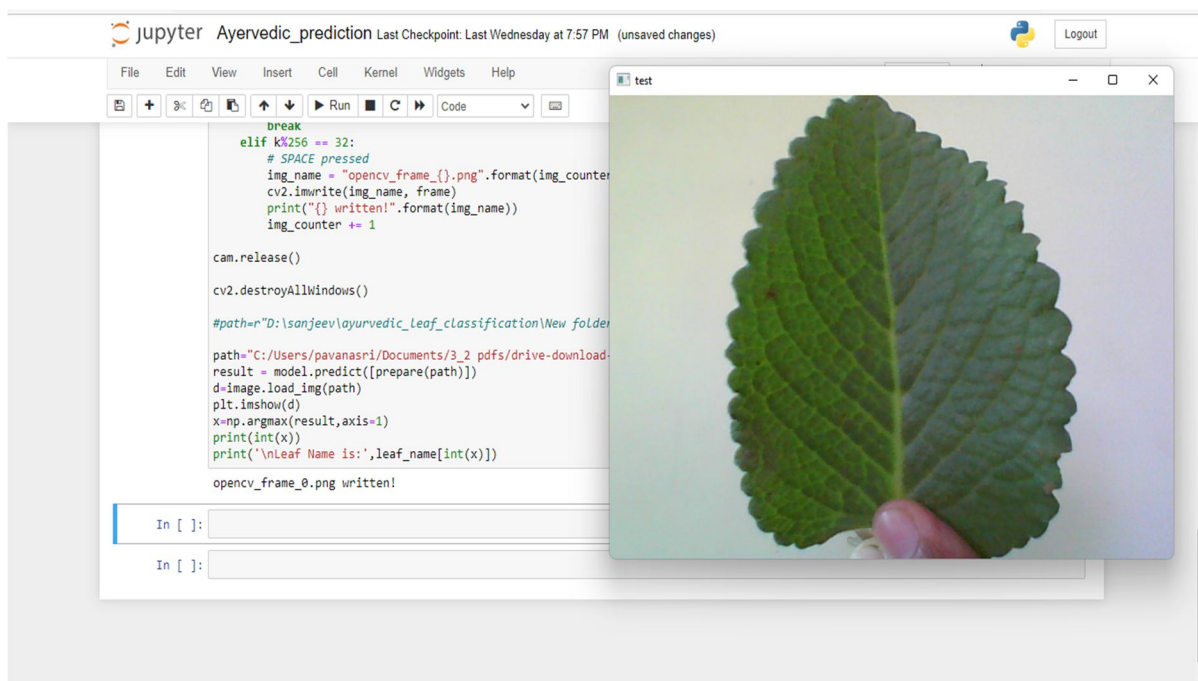 jupyter Ayervedic_prediction Last Checkpoint: Last Wednesday at 7:57 PM (unsaved changes)
Logout
File Edit View Insert Cell Kernel Widgets Help
Run Code
test
break
elif k%256 == 32:
# SPACE pressed
img_name = "opencv_frame_{}.png".format(img_counter
cv2.imwrite(img_name, frame)
print("{} written!".format(img_name))
img_counter += 1
cam.release()
cv2.destroyAllWindows()
#path=r"D:\sanjeev\ayurvedic_leaf_classification\New folder
path="C:/Users/pavanasri/Documents/3_2 pdfs/drive-download-
result = model.predict([prepare(path)])
d=image.load_img(path)
plt.imshow(d)
x=np.argmax(result,axis=1)
print(int(x))
print('\nLeaf Name is:',leaf_name[int(x)])
opencv_frame_0.png written!
In [ ]:
In [ ]: